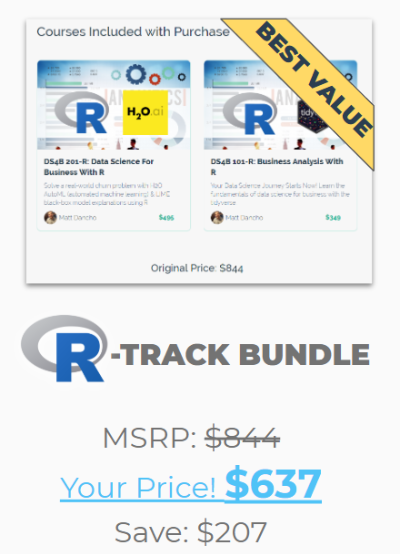 Courses Included with Purchase
BEST VALUE
R
H2O.ai
R
tidy
DS4B 201-R: Data Science For
Business With R
Solve a real-world churn problem with H2O
AutoML (automated machine learning) & LIME
black-box model explanations using R
Matt Dancho
$495
DS4B 101-R: Business Analysis With
R
Your Data Science Journey Starts Now! Learn the
fundamentals of data science for business with the
tidyverse
Matt Dancho
$349
Original Price: $844
R-TRACK BUNDLE
MSRP: $844
Your Price! $637
Save: $207